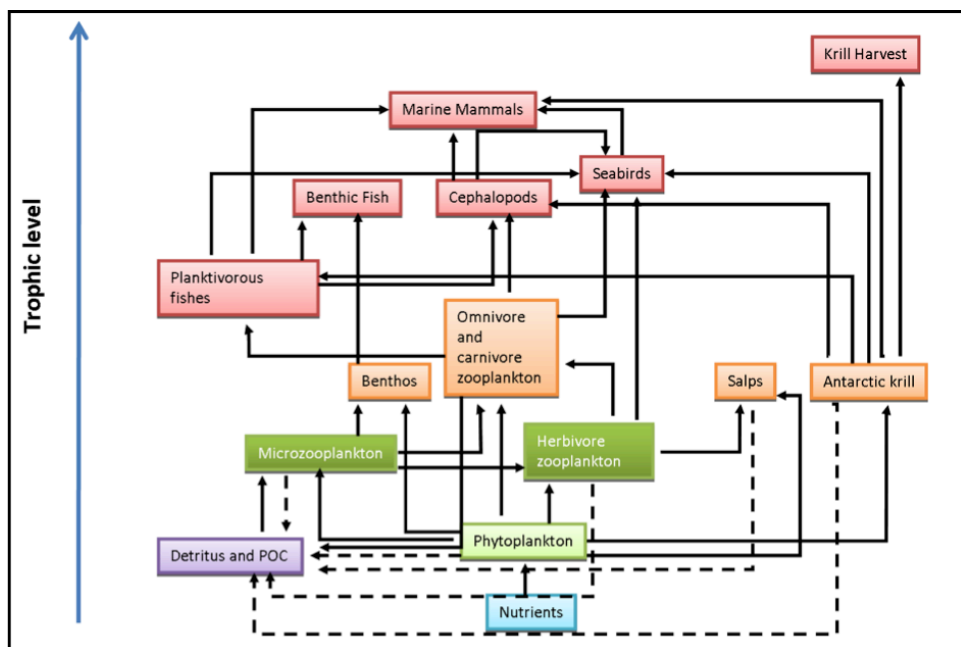 Krill Harvest
Marine Mammals
Seabirds
Benthic Fish
Cephalopods
Trophic level
Planktivorous
fishes
Omnivore
and
carnivore
zooplankton
Benthos
Salps
Antarctic krill
Microzooplankton
Herbivore
zooplankton
Phytoplankton
Detritus and POC
Nutrients